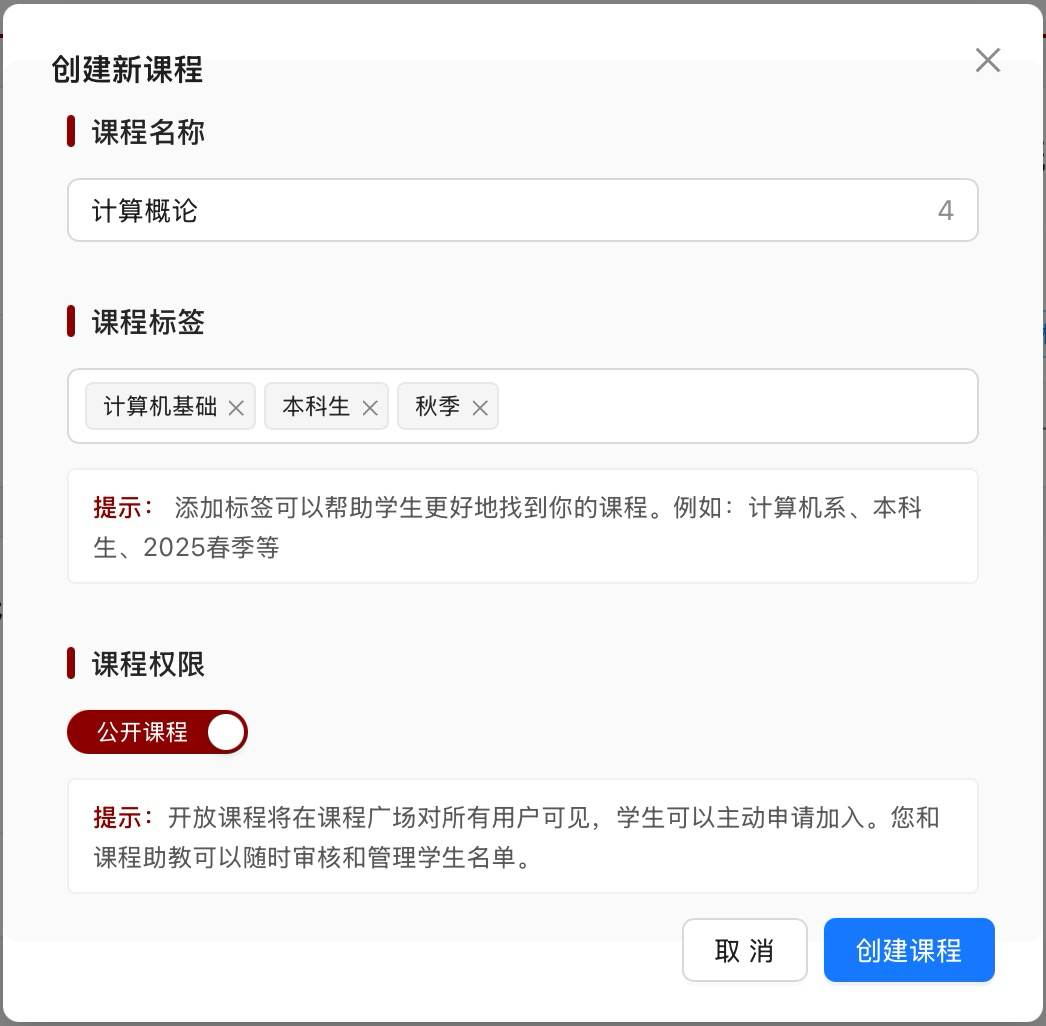 创建新课程
课程名称
计算概论 4
课程标签
计算机基础 本科生 秋季
提示： 添加标签可以帮助学生更好地找到你的课程。例如：计算机系、本科
生、2025春季等
课程权限
公开课程
提示：开放课程将在课程广场对所有用户可见，学生可以主动申请加入。您和
课程助教可以随时审核和管理学生名单。
取 消 创建课程